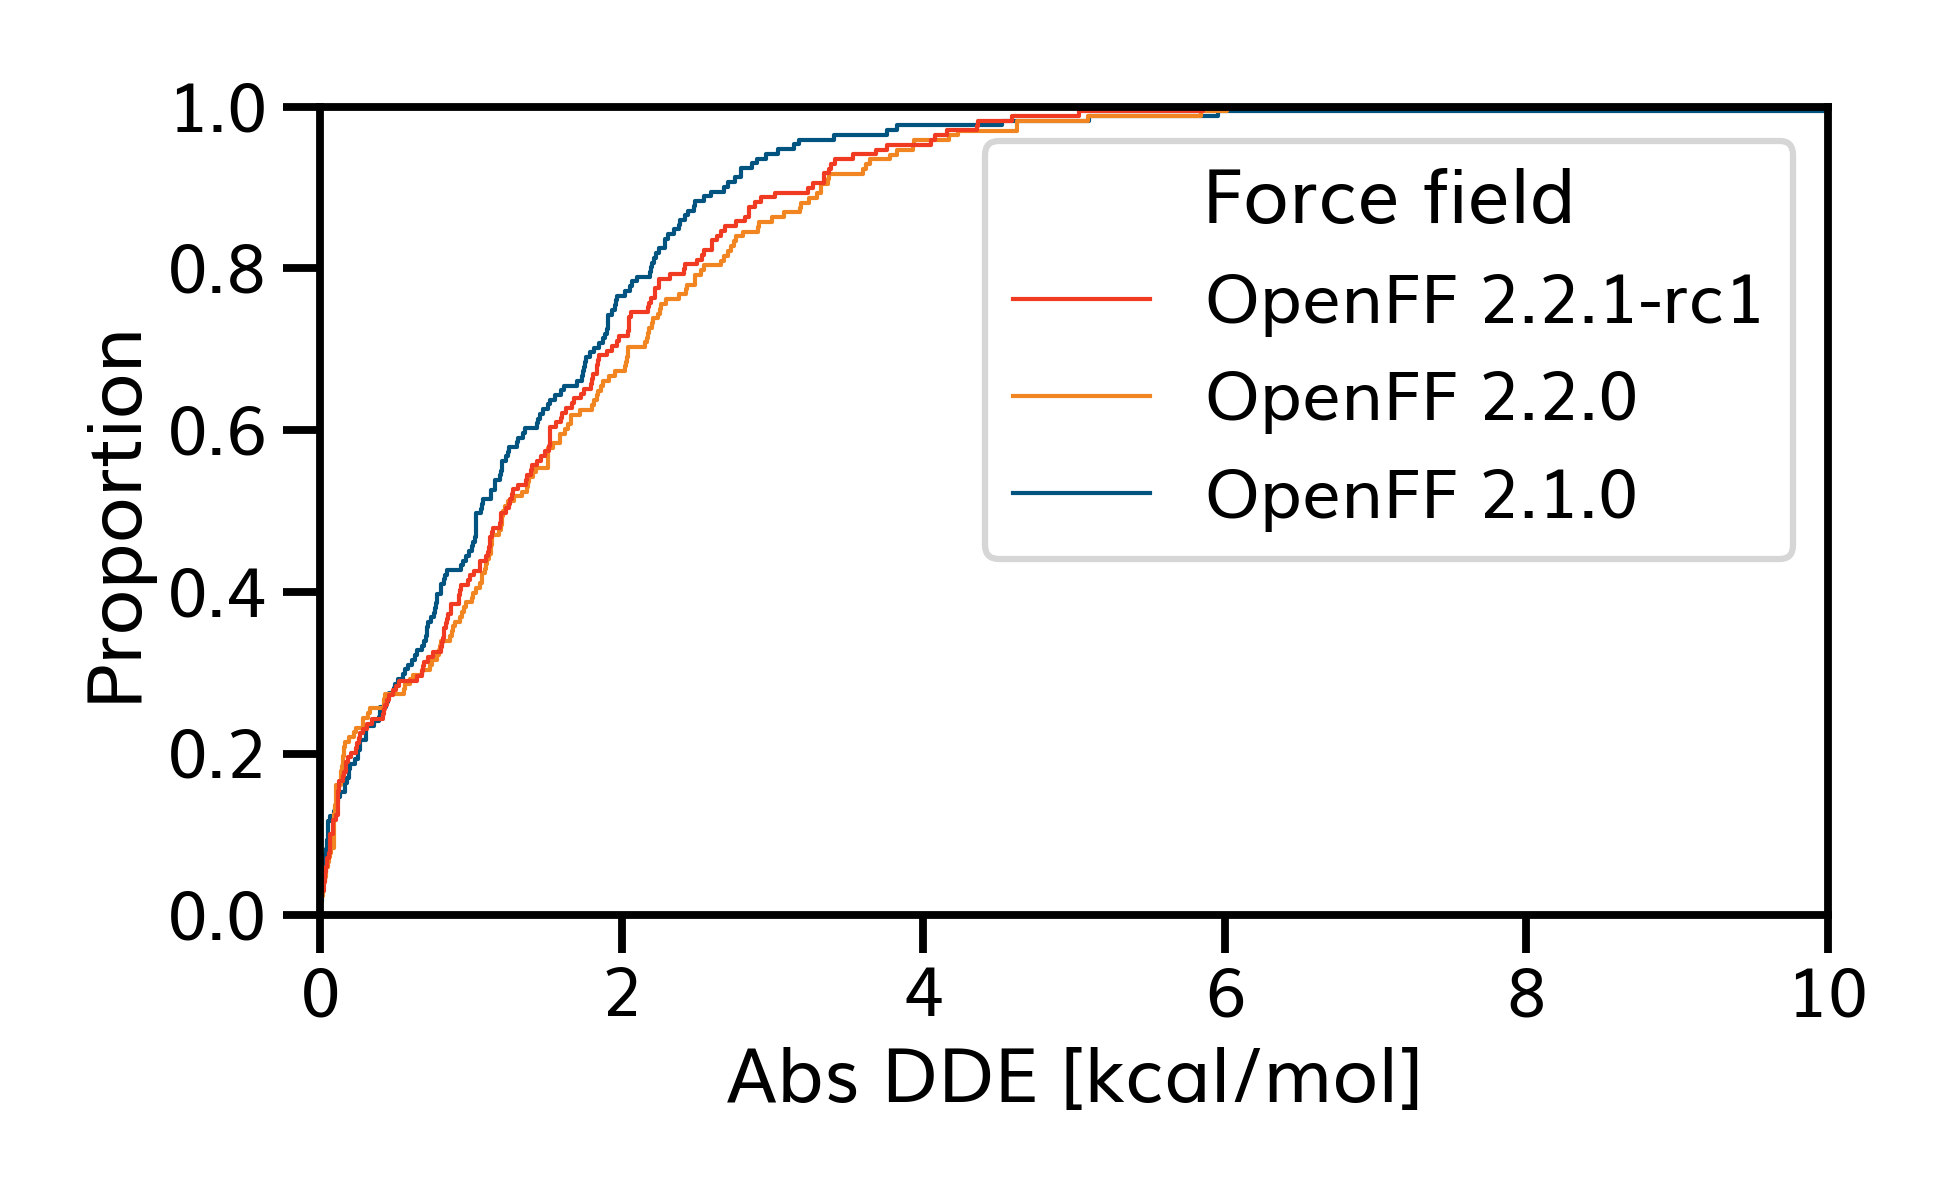 1.0
0.8
0.6
0.4
0.2
0.0
Proportion
0 2 4 6 8 10
Abs DDE [kcal/mol]
Force field
OpenFF 2.2.1-rc1
OpenFF 2.2.0
OpenFF 2.1.0